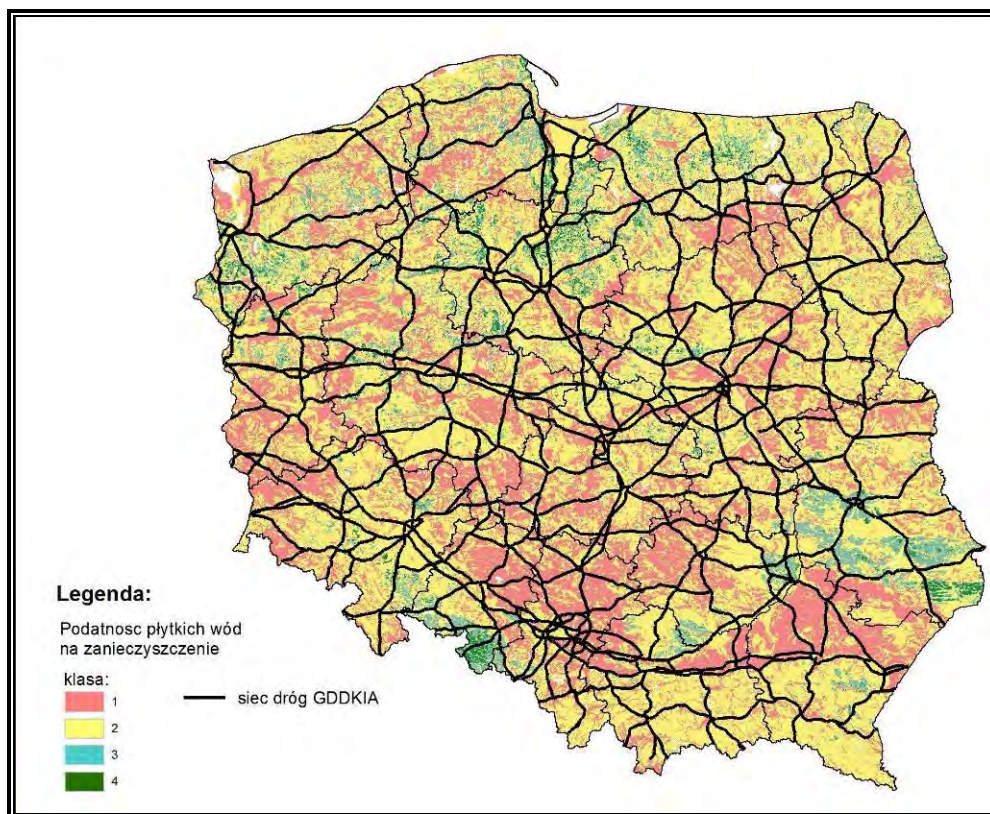 Legenda:
Podatnosc płytkich wód
na zanieczyszczenie
klasa:
1
2
3
4
siec dróg GDDKIA